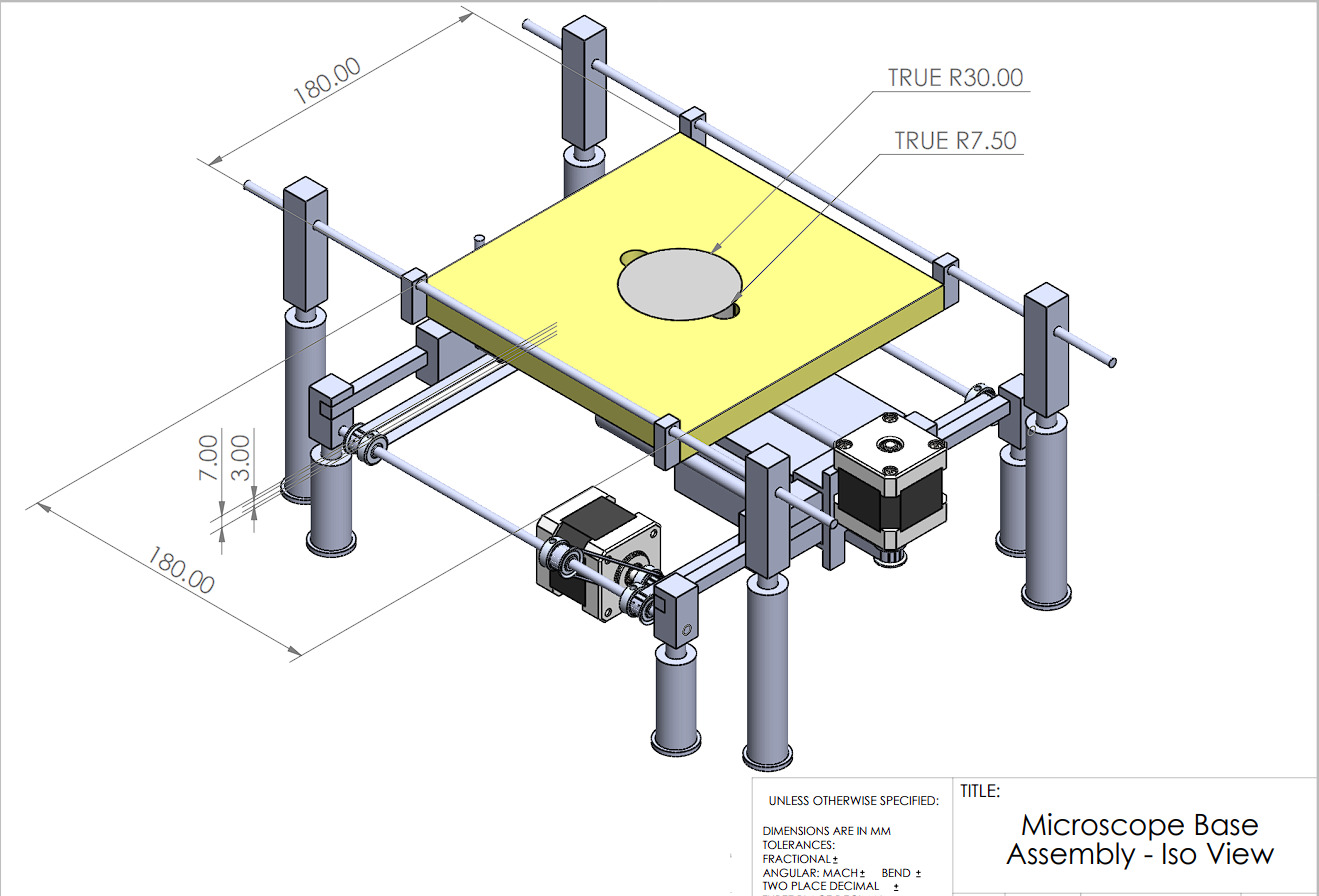 180.00
TRUE R30.00
TRUE R7.50
7.00
3.00
180.00
UNLESS OTHERWISE SPECIFIED:
DIMENSIONS ARE IN MM
TOLERANCES:
FRACTIONAL±
ANGULAR: MACH± BEND ±
TWO PLACE DECIMAL ±
TITLE:
Microscope Base
Assembly - Iso View